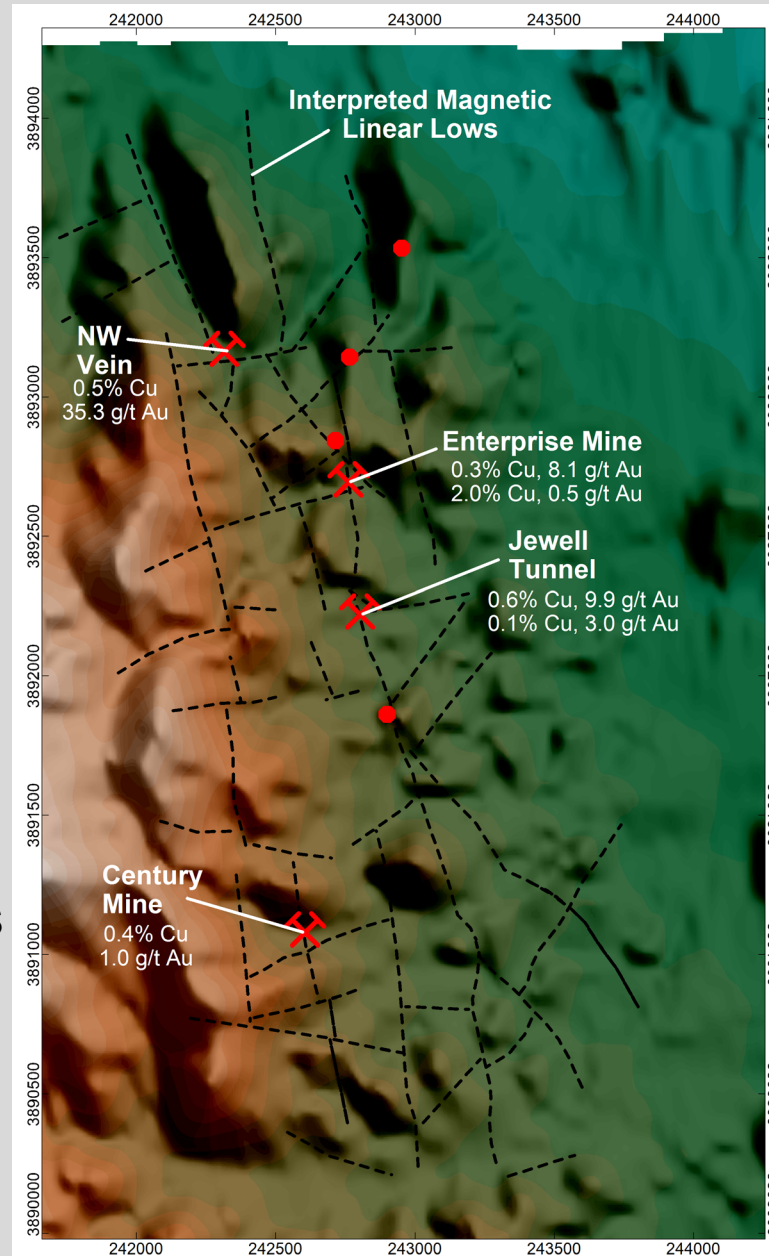 242000 242500 243000 243500 244000
3894000
Interpreted Magnetic
Linear Lows
3893500
NW
Vein
0.5% Cu
35.3 g/t Au
3893000
Enterprise Mine
0.3% Cu, 8.1 g/t Au
2.0% Cu, 0.5 g/t Au
3892500
Jewell
Tunnel
0.6% Cu, 9.9 g/t Au
0.1% Cu, 3.0 g/t Au
3892000
3891500
Century
Mine
0.4% Cu
1.0 g/t Au
3891000
3890500
3890000
242000 242500 243000 243500 244000